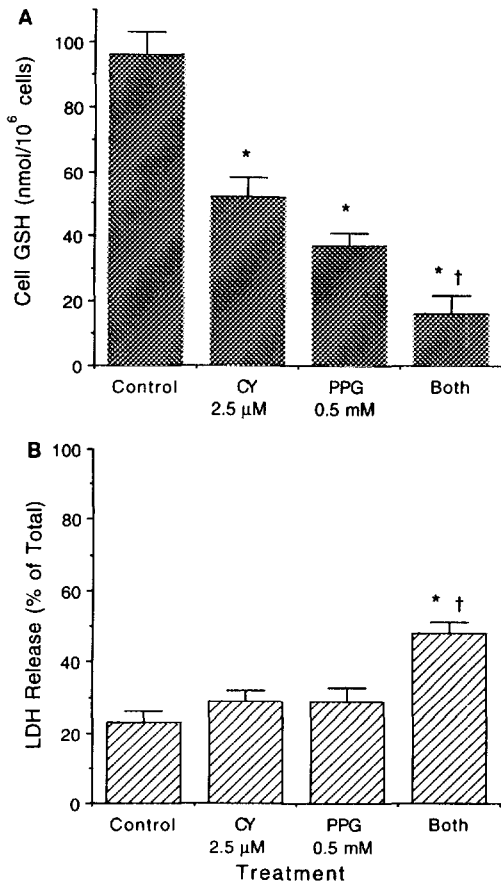 A
Cell GSH (nmol/10⁶ cells)
100
80
60
40
20
0
*
*
* †
Control
CY
2.5 µM
PPG
0.5 mM
Both
B
LDH Release (% of Total)
100
80
60
40
20
0
* †
Control
CY
2.5 µM
PPG
0.5 mM
Both
Treatment